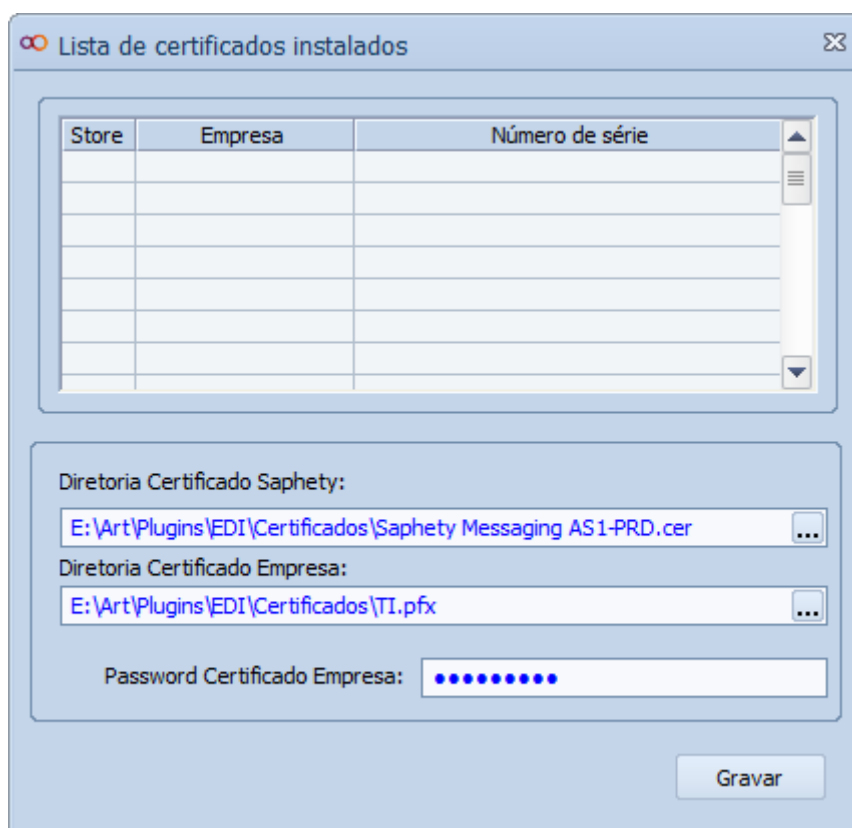 Lista de certificados instalados
Store Empresa Número de série
Diretoria Certificado Saphety:
E:\Art\Plugins\EDI\Certificados\Saphety Messaging AS1-PRD.cer
...
Diretoria Certificado Empresa:
E:\Art\Plugins\EDI\Certificados\TI.pfx
...
Password Certificado Empresa: •••••••••
Gravar